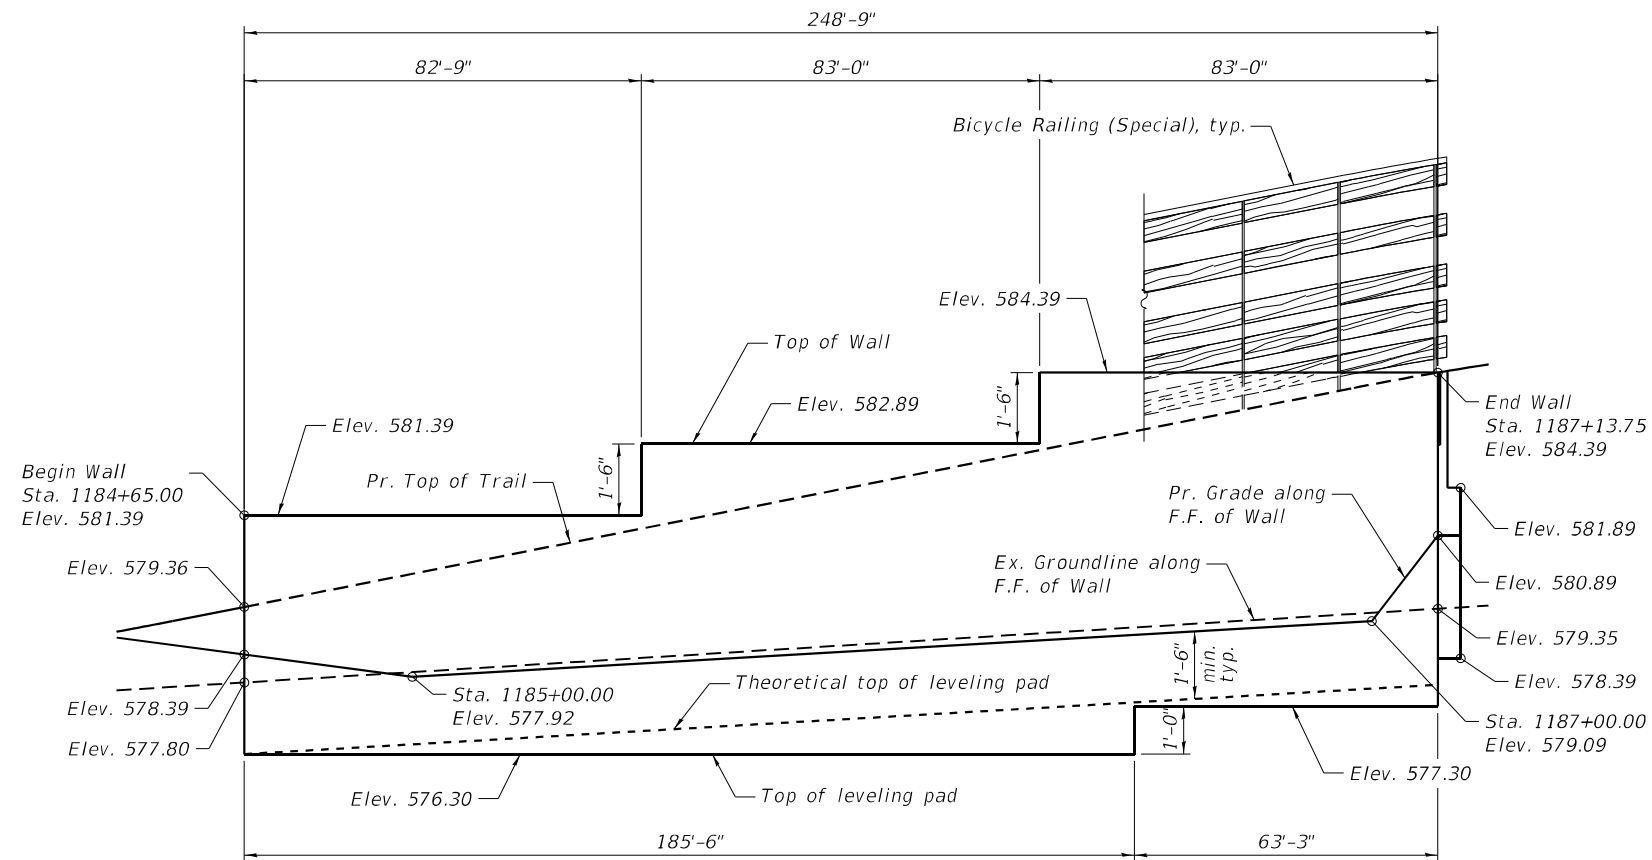 248'-9"
82'-9"
83'-0"
83'-0"
Bicycle Railing (Special), typ.
Elev. 584.39
Top of Wall
Elev. 582.89
1'-6"
End Wall
Sta. 1187+13.75
Elev. 584.39
Elev. 581.39
Begin Wall
Sta. 1184+65.00
Elev. 581.39
Pr. Top of Trail
1'-6"
Pr. Grade along
F.F. of Wall
Elev. 581.89
Elev. 579.36
Ex. Groundline along
F.F. of Wall
Elev. 580.89
Elev. 579.35
1'-6"
min.
typ.
Theoretical top of leveling pad
Elev. 578.39
Sta. 1185+00.00
Elev. 577.92
Elev. 578.39
Elev. 577.80
1'-0"
Sta. 1187+00.00
Elev. 579.09
Elev. 577.30
Elev. 576.30
Top of leveling pad
185'-6"
63'-3"